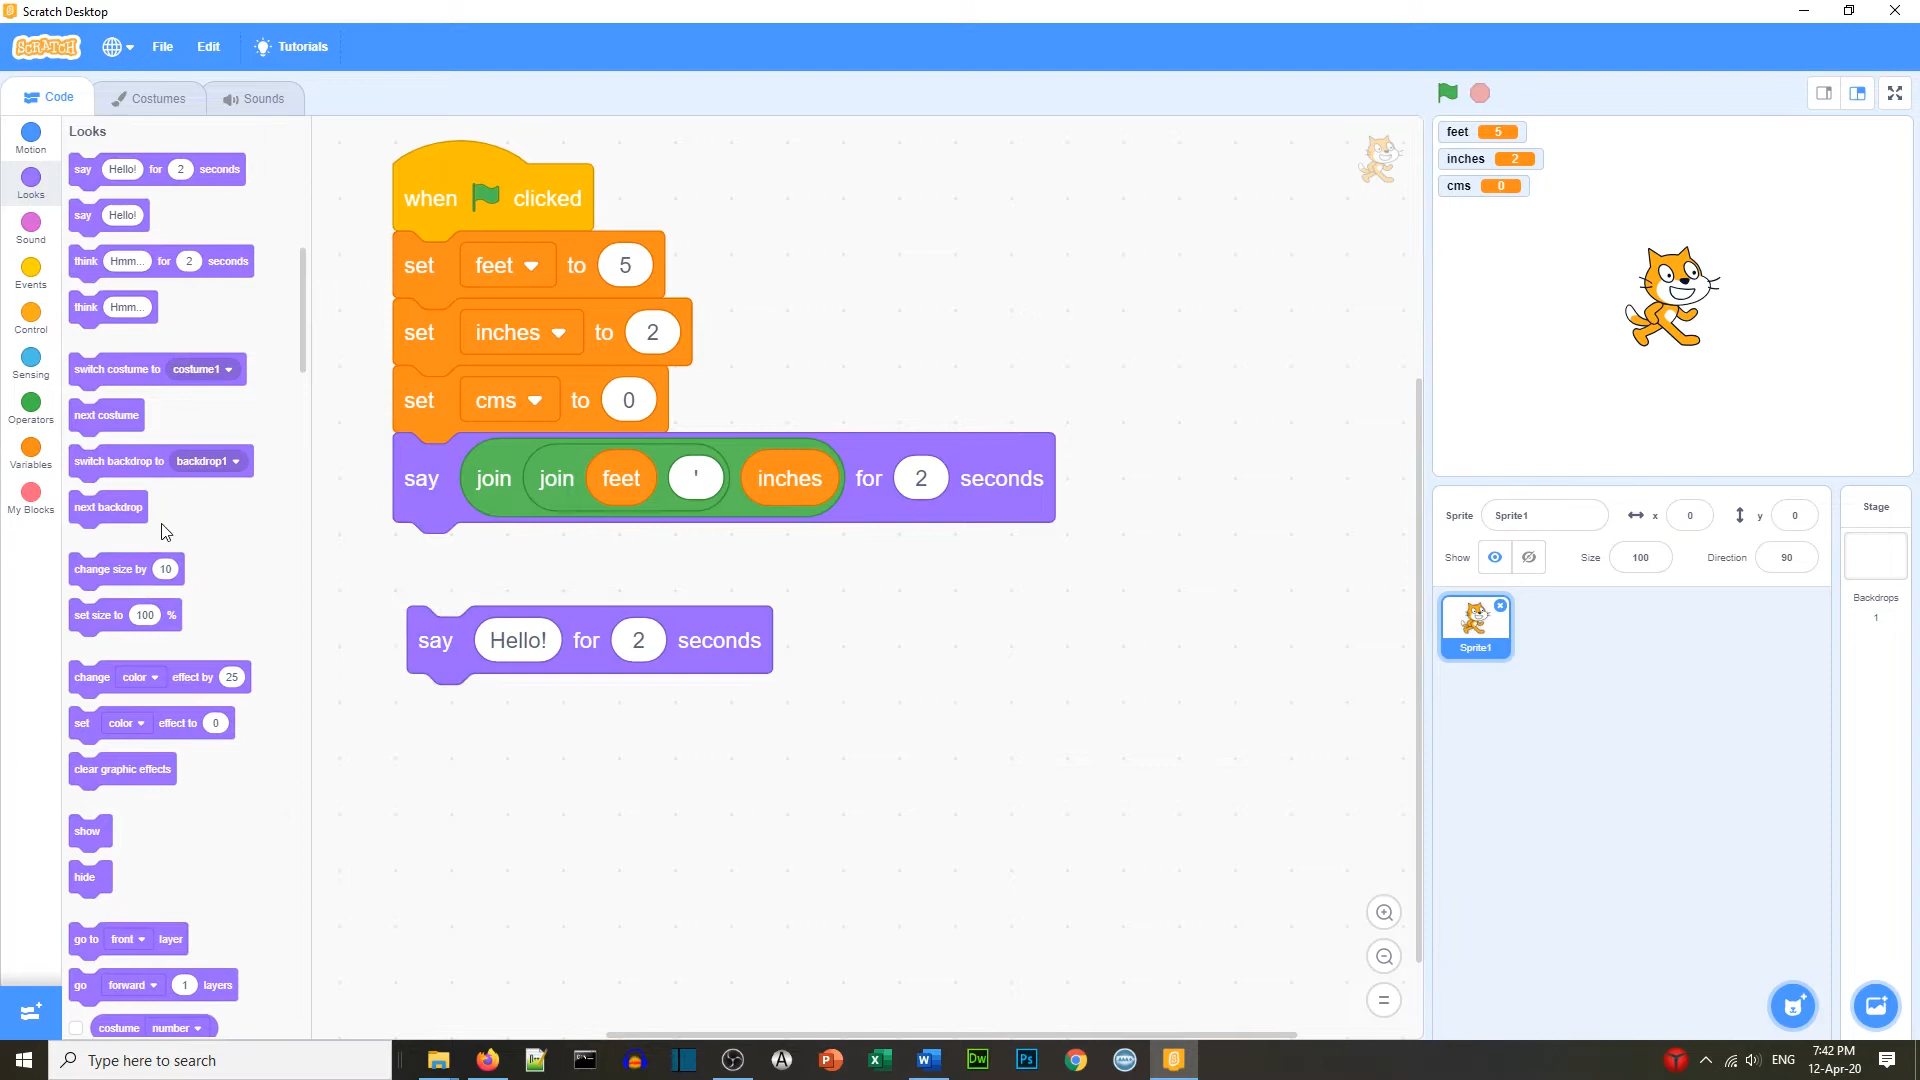 Scratch Desktop
SCRATCH File Edit Tutorials
Code Costumes Sounds
Motion
Looks
Sound
Events
Control
Sensing
Operators
Variables
My Blocks
Looks
say Hello! for 2 seconds
say Hello!
think Hmm... for 2 seconds
think Hmm...
switch costume to costume1
next costume
switch backdrop to backdrop1
next backdrop
change size by 10
set size to 100 %
change color effect by 25
set color effect to 0
clear graphic effects
show
hide
go to front layer
go forward 1 layers
costume number
when clicked
set feet to 5
set inches to 2
set cms to 0
say join join feet ' inches for 2 seconds
say Hello! for 2 seconds
feet 5
inches 2
cms 0
Sprite Sprite1 x 0 y 0
Show Size 100 Direction 90
Sprite1
Stage
Backdrops
1
Type here to search
ENG
7:42 PM
12-Apr-20